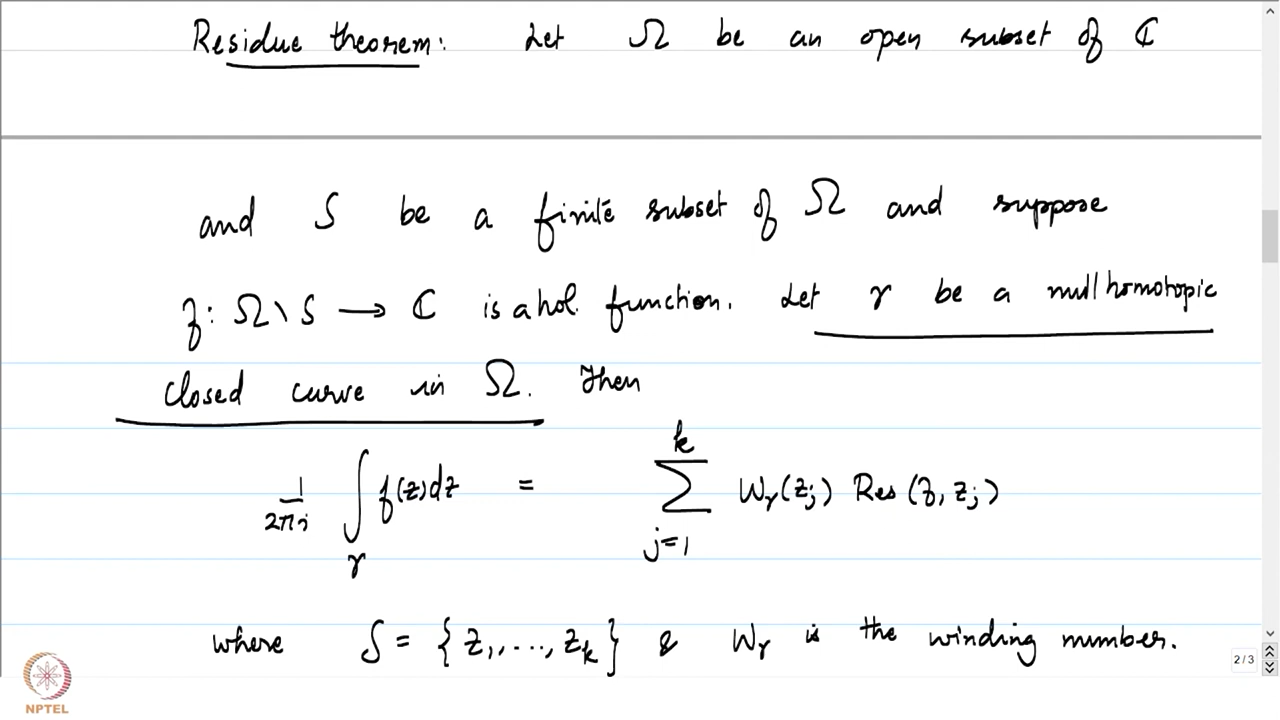 Residue theorem: Let Ω be an open subset of ℂ
and S be a finite subset of Ω and suppose
f: Ω\S → ℂ is a hol. function. Let γ be a null homotopic
closed curve in Ω. Then
1/2πi ∫_γ f(z)dz = ∑_{j=1}^{k} W_γ(z_j) Res(f, z_j)
where S = {z_1, ..., z_k} & W_γ is the winding number.
2/3
NPTEL